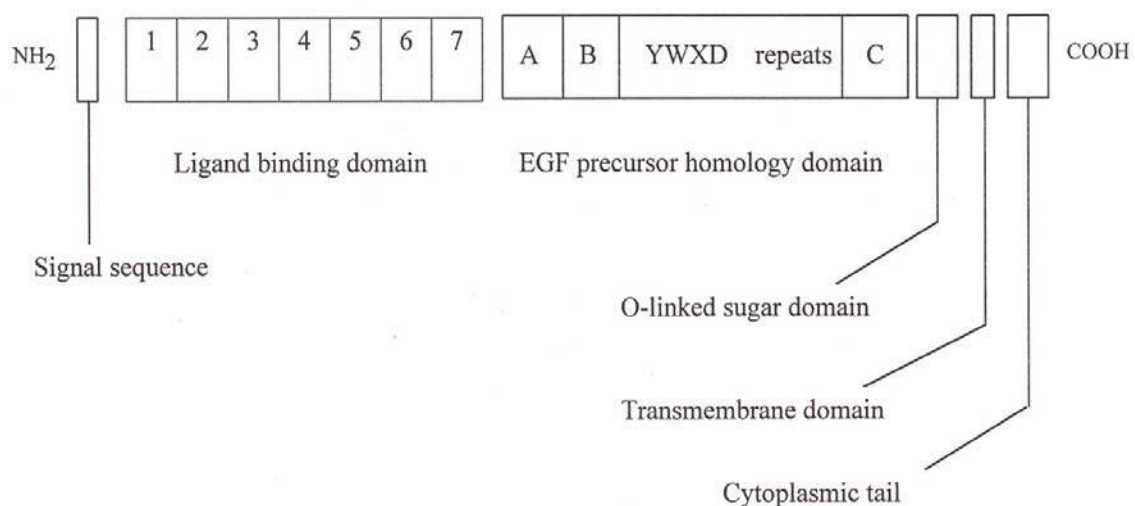 NH2 1 2 3 4 5 6 7 A B YWXD repeats C COOH
Ligand binding domain EGF precursor homology domain
Signal sequence
O-linked sugar domain
Transmembrane domain
Cytoplasmic tail